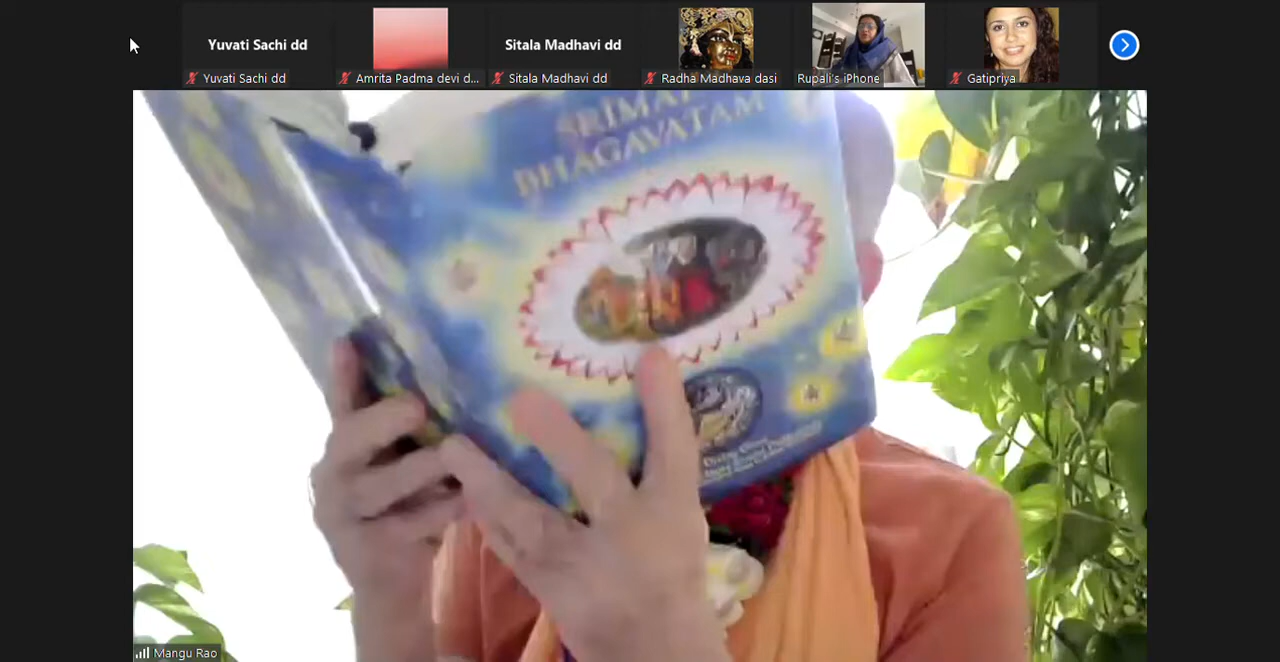 Yuvati Sachi dd
Sitala Madhavi dd
Yuvati Sachi dd
Amrita Padma devi d...
Sitala Madhavi dd
Radha Madhava dasi
Rupali's iPhone
Gatipriya
SRIMAD
BHAGAVATAM
Mangu Rao